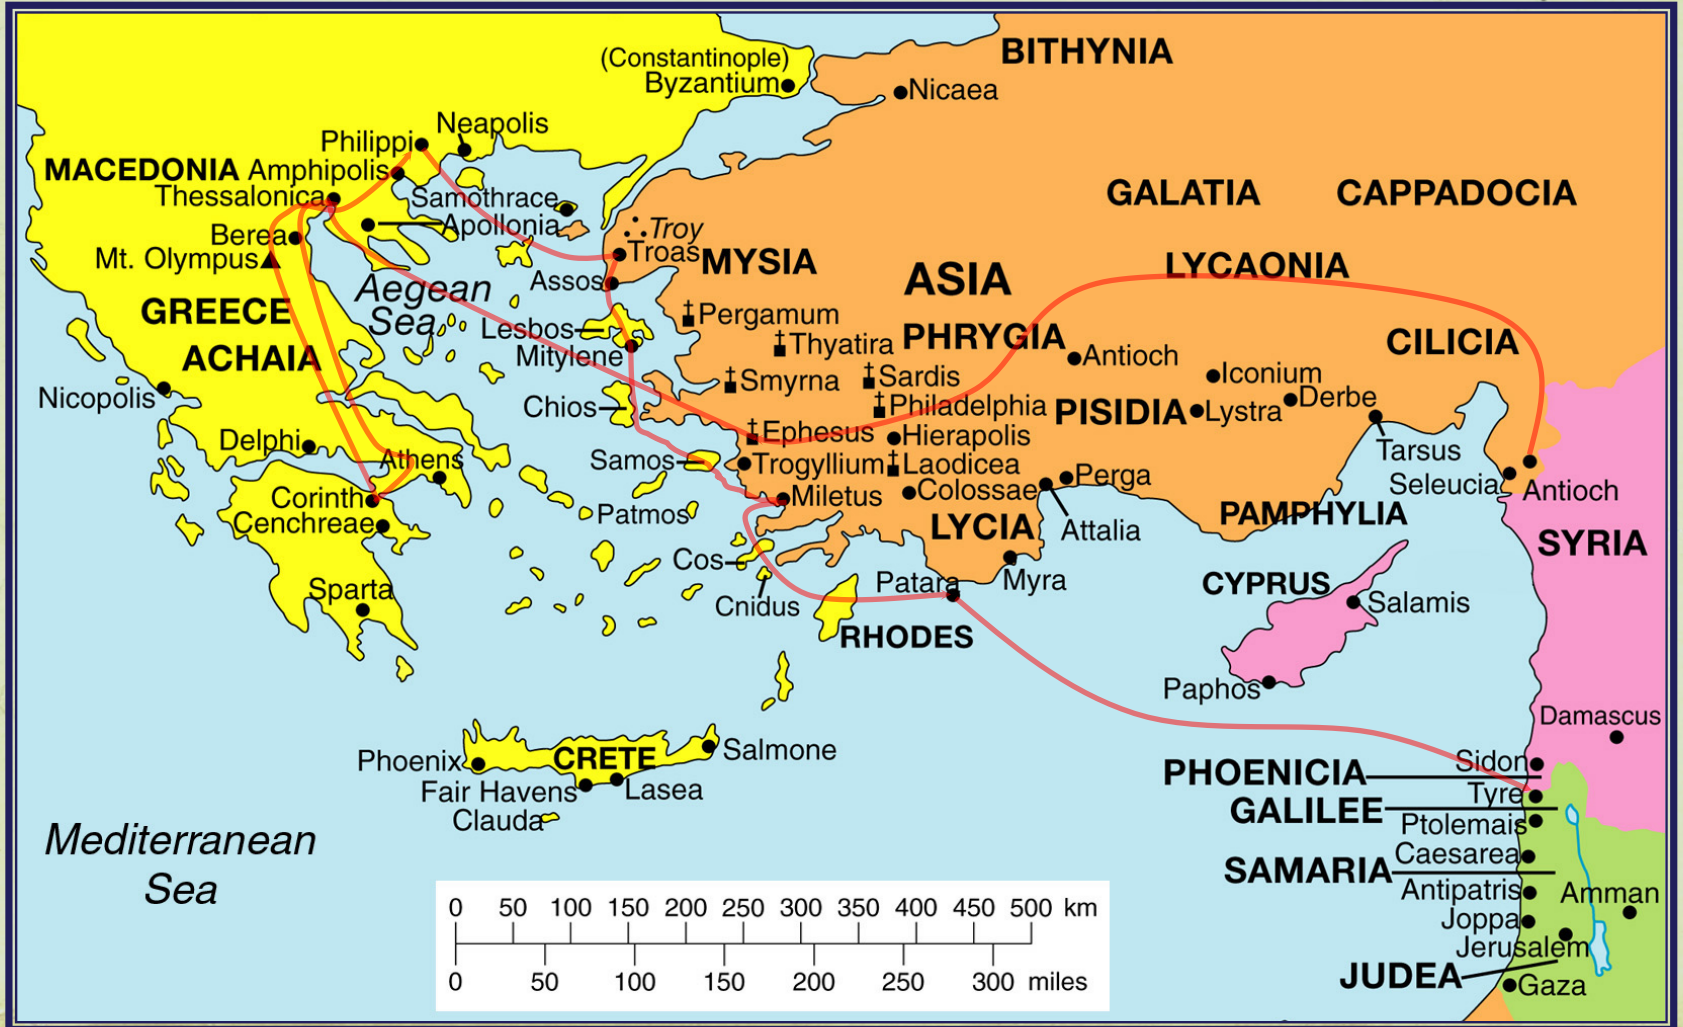 BITHYNIA
(Constantinople)
Byzantium
Nicaea
Neapolis
Philippi
MACEDONIA
Amphipolis
Thessalonica
Samothrace
Apollonia
GALATIA
CAPPADOCIA
Berea
Troy
Troas
MYSIA
Mt. Olympus
LYCAONIA
Assos
ASIA
Aegean
Sea
GREECE
Pergamum
Lesbos
Thyatira
PHRYGIA
CILICIA
Mitylene
ACHAIA
Antioch
Smyrna
Sardis
Iconium
Nicopolis
Chios
Philadelphia
PISIDIA
Lystra
Derbe
Delphi
Ephesus
Hierapolis
Athens
Samos
Trogyllium
Laodicea
Tarsus
Perga
Seleucia
Antioch
Corinth
Miletus
Colossae
Cenchreae
Patmos
LYCIA
Attalia
PAMPHYLIA
SYRIA
Cos
Sparta
Patara
Myra
CYPRUS
Cnidus
Salamis
RHODES
Paphos
Damascus
Phoenix
CRETE
Salmone
Sidon
PHOENICIA
Fair Havens
Lasea
Tyre
Clauda
GALILEE
Ptolemais
Mediterranean
Sea
Caesarea
SAMARIA
Antipatris
Amman
Joppa
Jerusalem
JUDEA
Gaza
0 50 100 150 200 250 300 350 400 450 500 km
0 50 100 150 200 250 300 miles